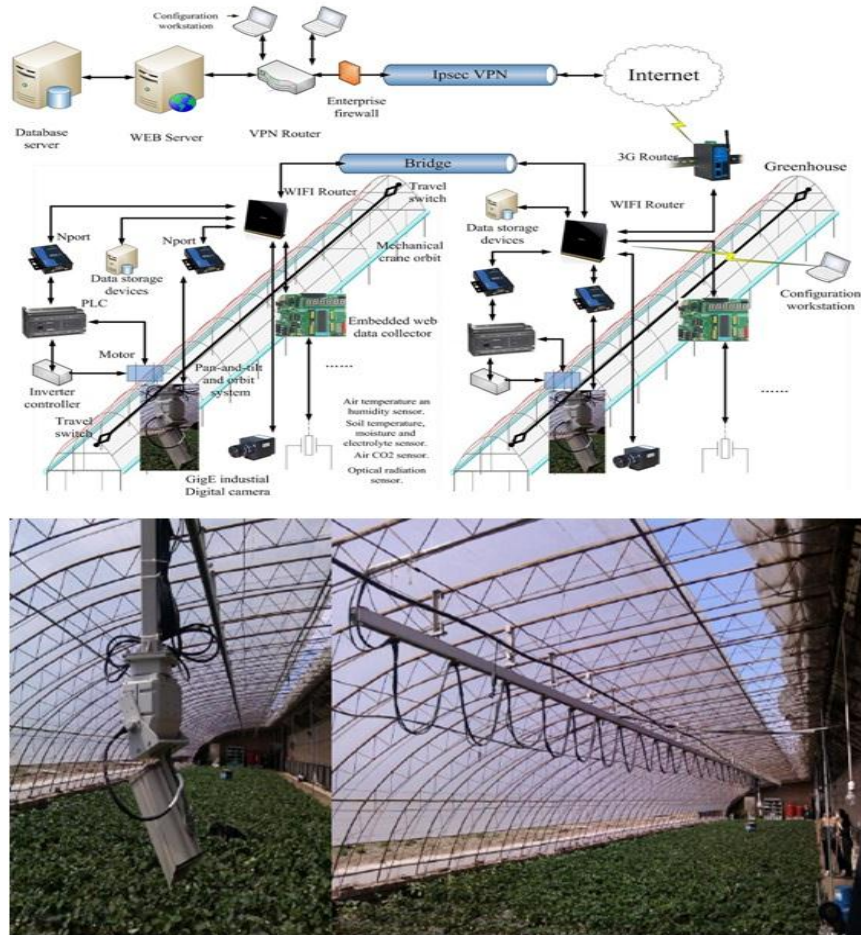 Configuration
workstation
Database
server
WEB Server
VPN Router
Enterprise
firewall
Ipsec VPN
Internet
3G Router
Bridge
Greenhouse
WIFI Router
Travel
switch
Nport
Nport
Data storage
devices
PLC
Mechanical
crane orbit
Embedded web
data collector
Motor
Pan-and-tilt
and orbit
system
Inverter
controller
Travel
switch
GigE industial
Digital camera
......
Air temperature an
humidity sensor.
Soil temperature,
moisture and
electrolyte sensor.
Air CO2 sensor.
Optical radiation
sensor.
Data storage
devices
WIFI Router
Configuration
workstation
......